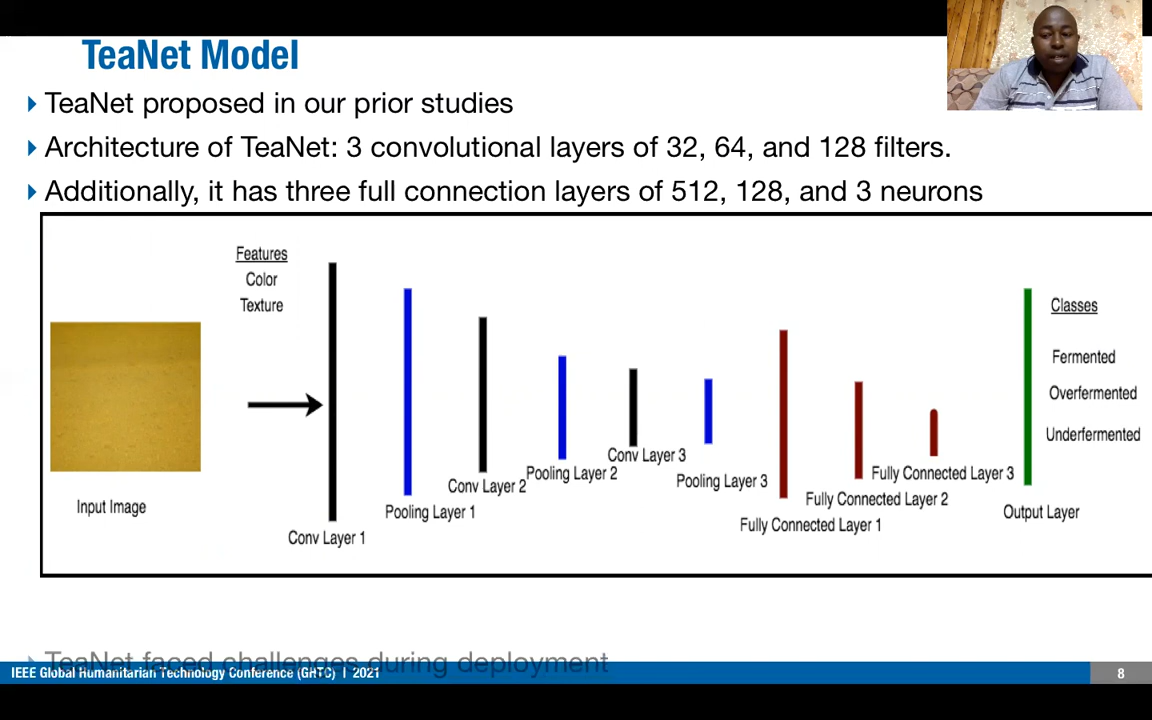 TeaNet Model
TeaNet proposed in our prior studies
Architecture of TeaNet: 3 convolutional layers of 32, 64, and 128 filters.
Additionally, it has three full connection layers of 512, 128, and 3 neurons
Features
Color
Texture
Input Image
Conv Layer 1
Pooling Layer 1
Conv Layer 2
Pooling Layer 2
Conv Layer 3
Pooling Layer 3
Fully Connected Layer 1
Fully Connected Layer 2
Fully Connected Layer 3
Output Layer
Classes
Fermented
Overfermented
Underfermented
TeaNet faced challenges during deployment
IEEE Global Humanitarian Technology Conference (GHTC) | 2021
8